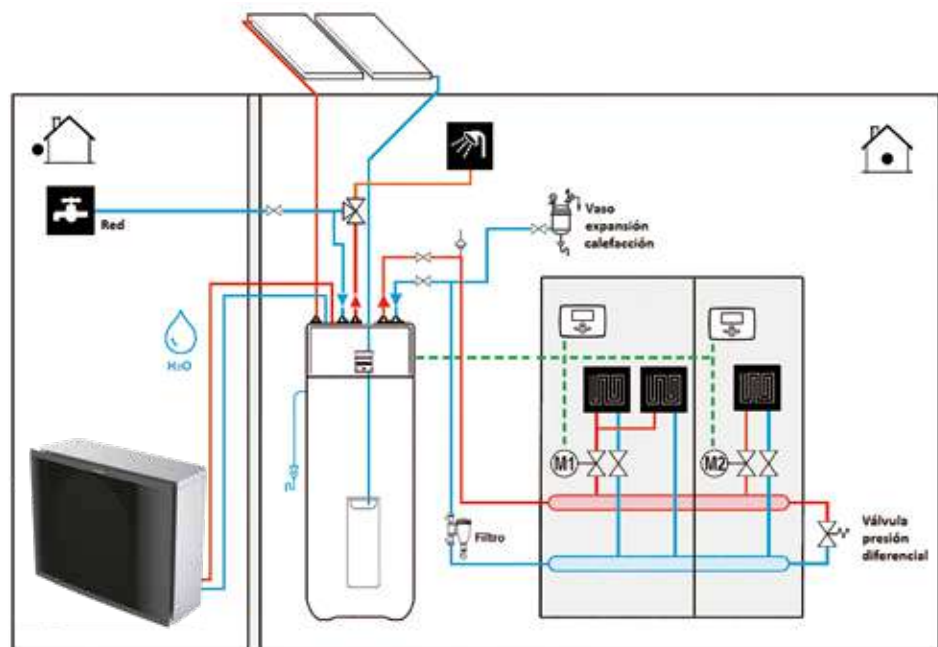 Red
Vaso
expansión
calefacción
H₂O
M1
M2
Filtro
Válvula
presión
diferencial